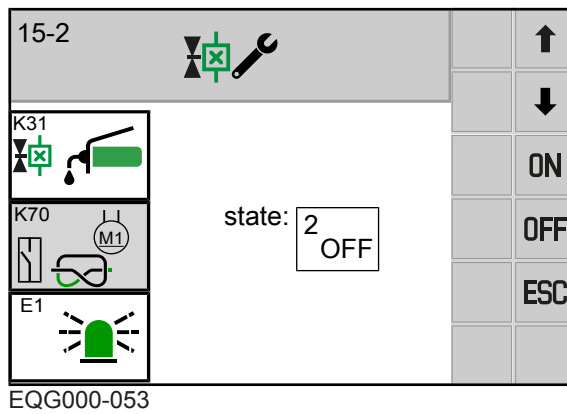 15-2
K31
K70
M1
E1
state:
2
OFF
ON
OFF
ESC
EQG000-053